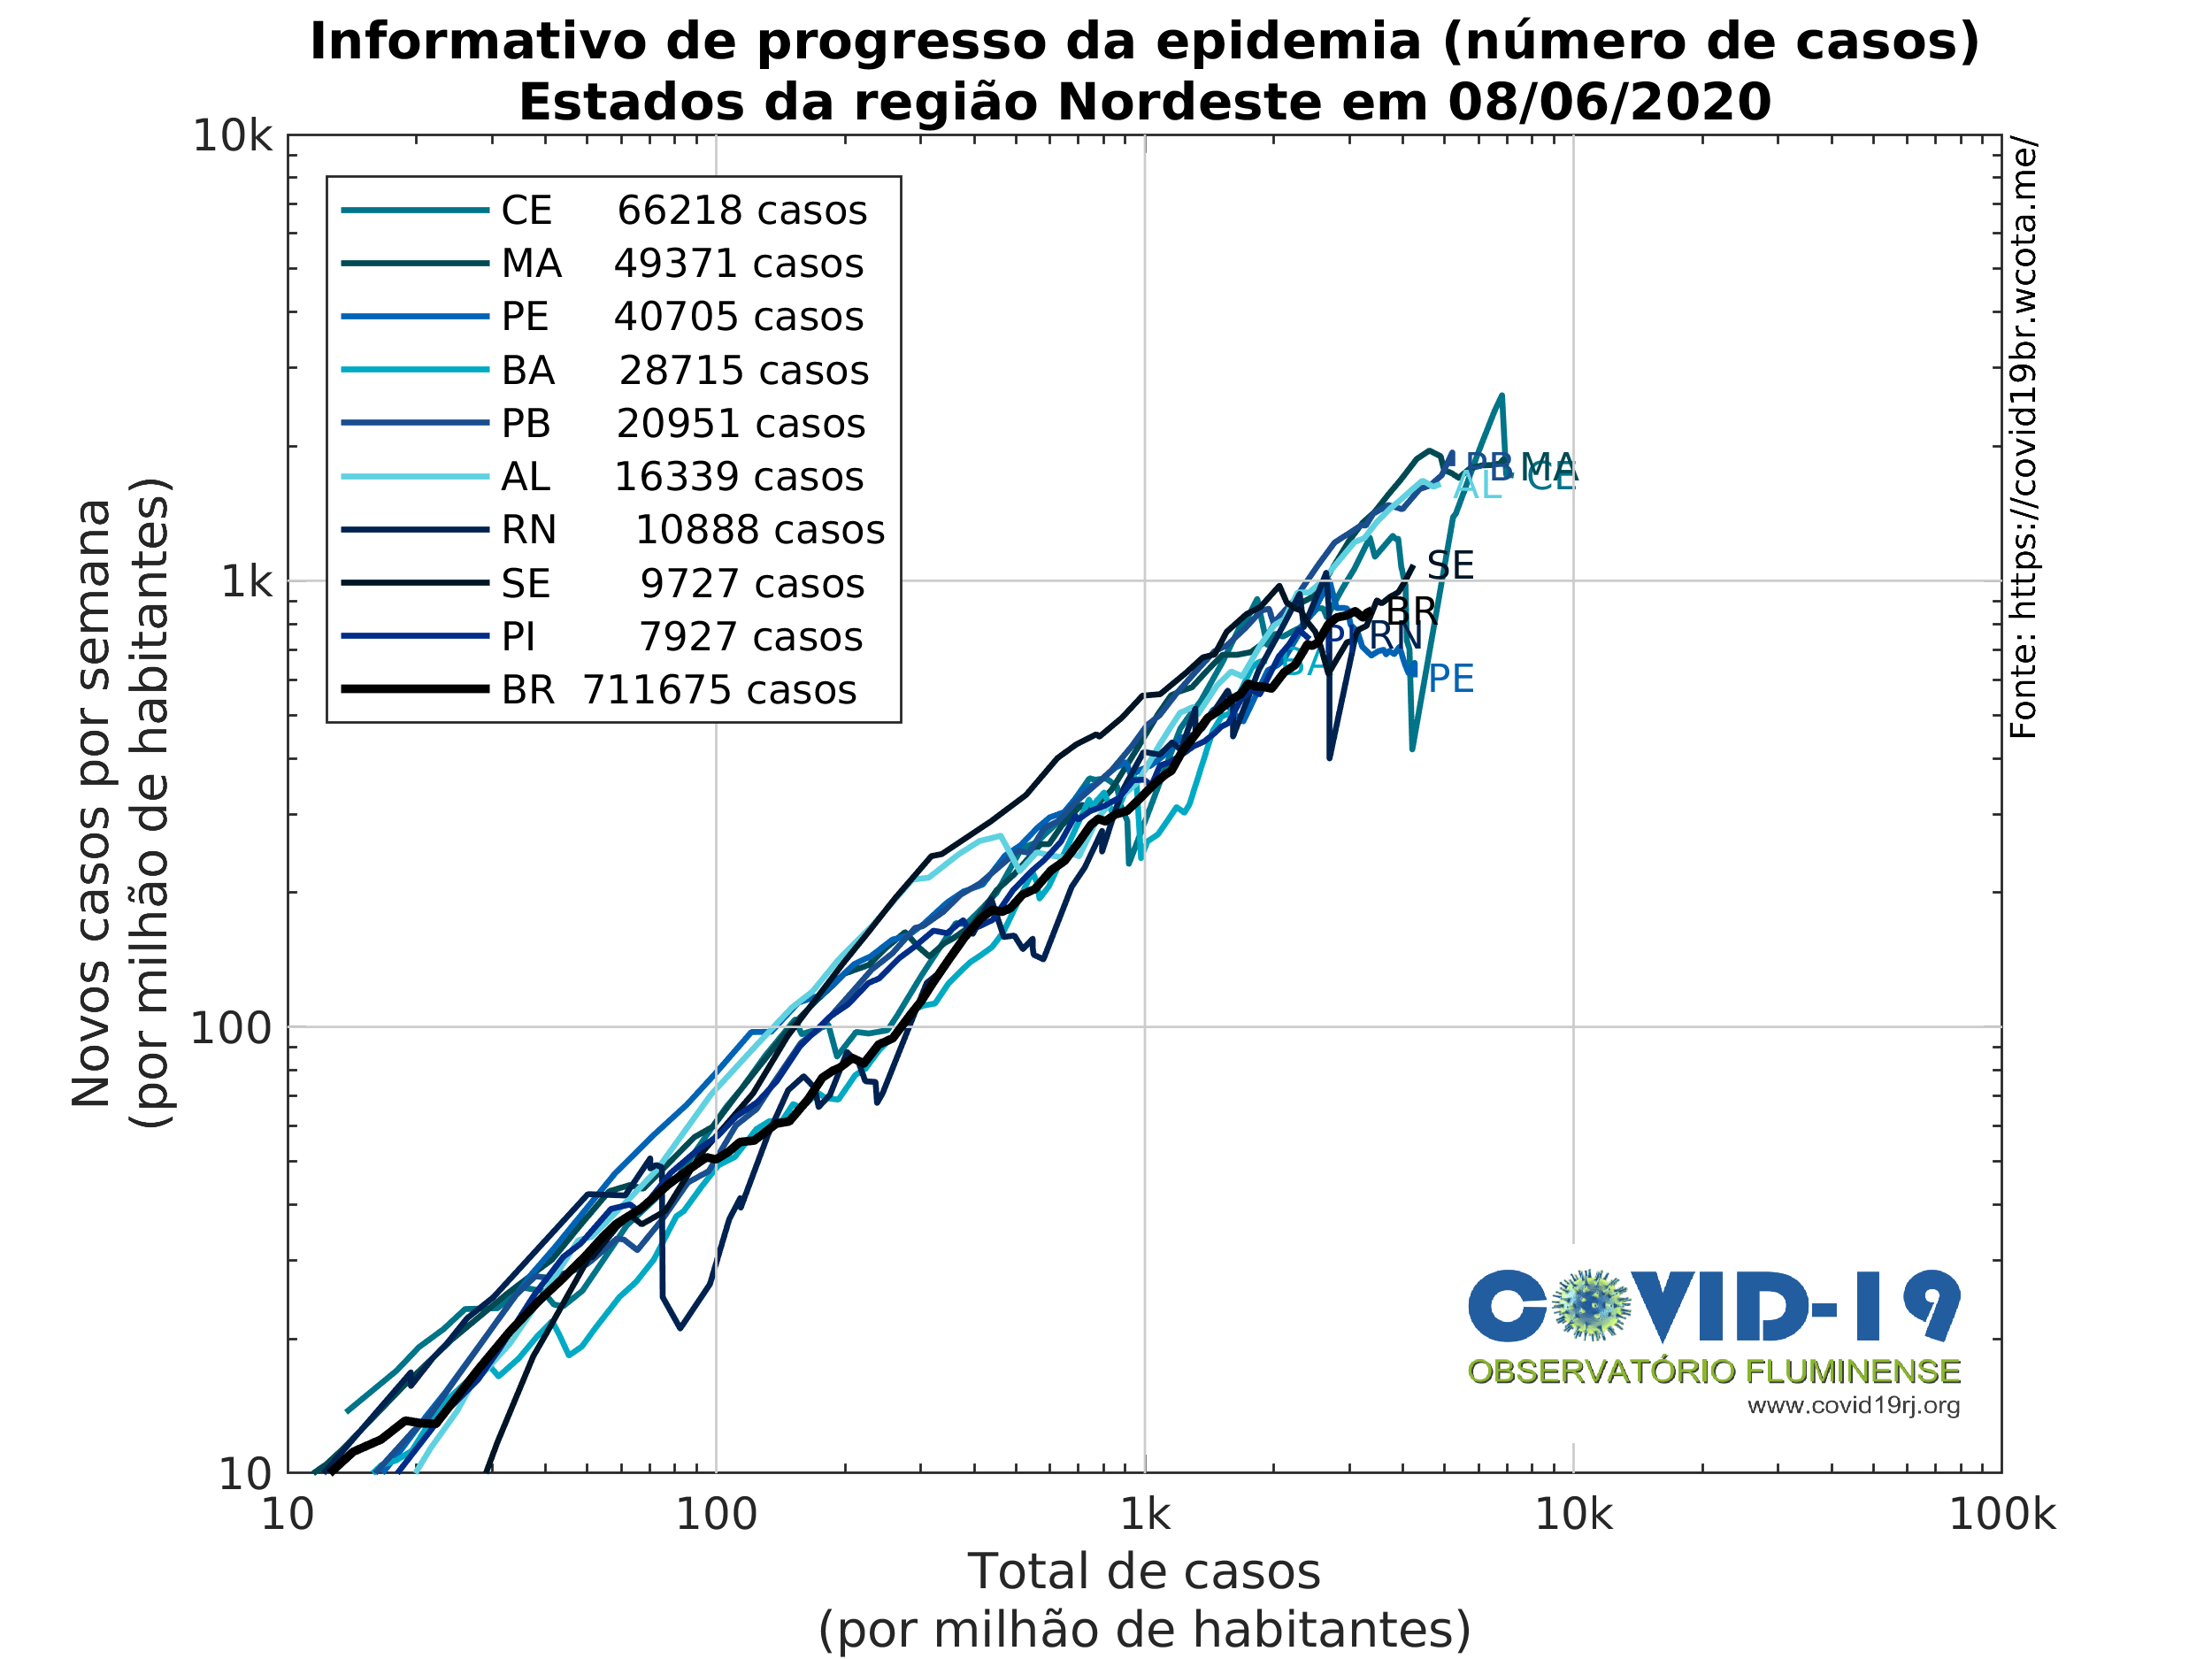 Informativo de progresso da epidemia (número de casos)
Estados da região Nordeste em 08/06/2020
10k
1k
100
10
Novos casos por semana
(por milhão de habitantes)
CE 66218 casos
MA 49371 casos
PE 40705 casos
BA 28715 casos
PB 20951 casos
AL 16339 casos
RN 10888 casos
SE 9727 casos
PI 7927 casos
BR 711675 casos
PB
MA
CE
AL
SE
BR
PI
RN
BA
PE
Fonte: https://covid19br.wcota.me/
COVID-19
OBSERVATÓRIO FLUMINENSE
www.covid19rj.org
10
100
1k
10k
100k
Total de casos
(por milhão de habitantes)